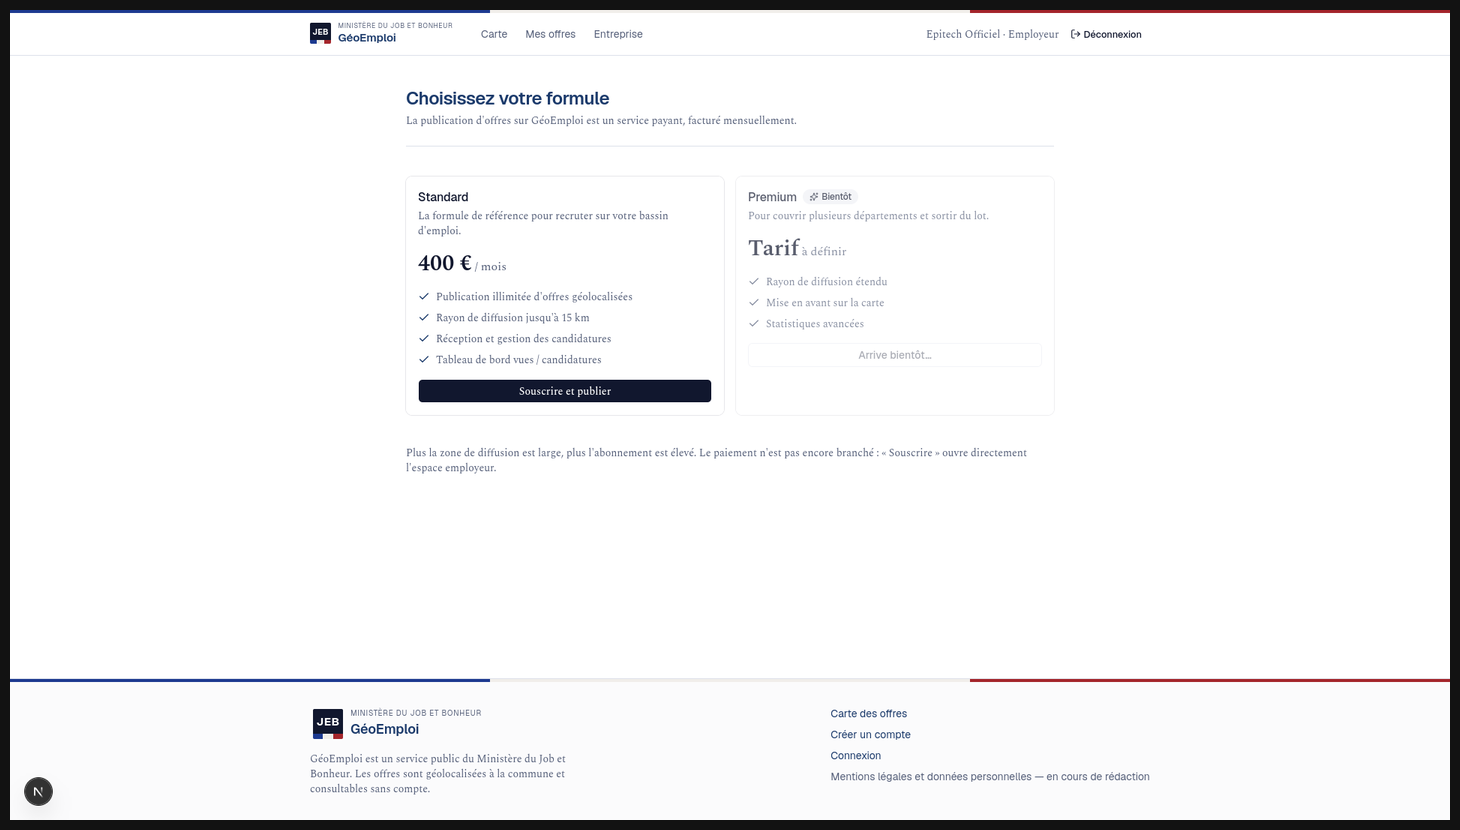 JEB
MINISTÈRE DU JOB ET BONHEUR
GéoEmploi
Carte
Mes offres
Entreprise
Epitech Officiel · Employeur
Déconnexion
Choisissez votre formule
La publication d'offres sur GéoEmploi est un service payant, facturé mensuellement.
Standard
La formule de référence pour recruter sur votre bassin
d'emploi.
400 € / mois
Publication illimitée d'offres géolocalisées
Rayon de diffusion jusqu'à 15 km
Réception et gestion des candidatures
Tableau de bord vues / candidatures
Souscrire et publier
Premium
Bientôt
Pour couvrir plusieurs départements et sortir du lot.
Tarif à définir
Rayon de diffusion étendu
Mise en avant sur la carte
Statistiques avancées
Arrive bientôt…
Plus la zone de diffusion est large, plus l'abonnement est élevé. Le paiement n'est pas encore branché : « Souscrire » ouvre directement
l'espace employeur.
JEB
MINISTÈRE DU JOB ET BONHEUR
GéoEmploi
GéoEmploi est un service public du Ministère du Job et
Bonheur. Les offres sont géolocalisées à la commune et
consultables sans compte.
Carte des offres
Créer un compte
Connexion
Mentions légales et données personnelles — en cours de rédaction
N